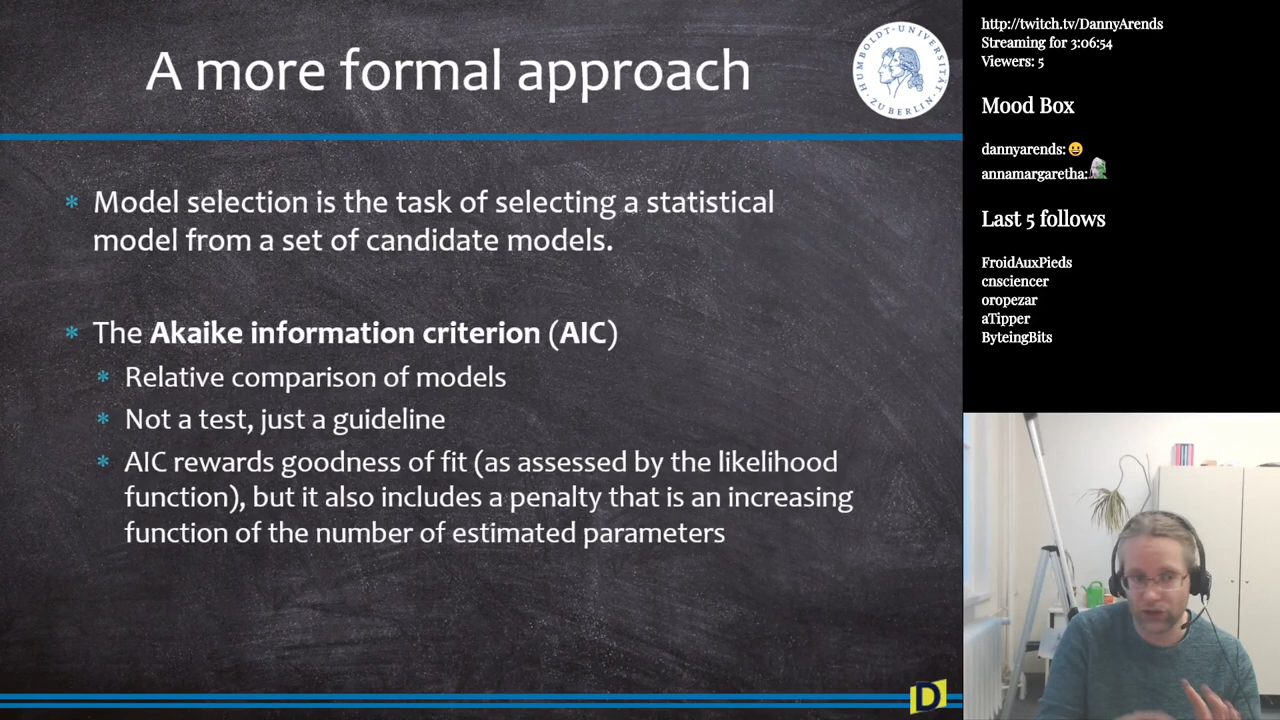 A more formal approach
HUMBOLDT-UNIVERSITÄT
ZU BERLIN
* Model selection is the task of selecting a statistical
model from a set of candidate models.
* The Akaike information criterion (AIC)
* Relative comparison of models
* Not a test, just a guideline
* AIC rewards goodness of fit (as assessed by the likelihood
function), but it also includes a penalty that is an increasing
function of the number of estimated parameters
D
http://twitch.tv/DannyArends
Streaming for 3:06:54
Viewers: 5
Mood Box
dannyarends: 😀
annamargaretha:
Last 5 follows
FroidAuxPieds
cnsciencer
oropezar
aTipper
ByteingBits